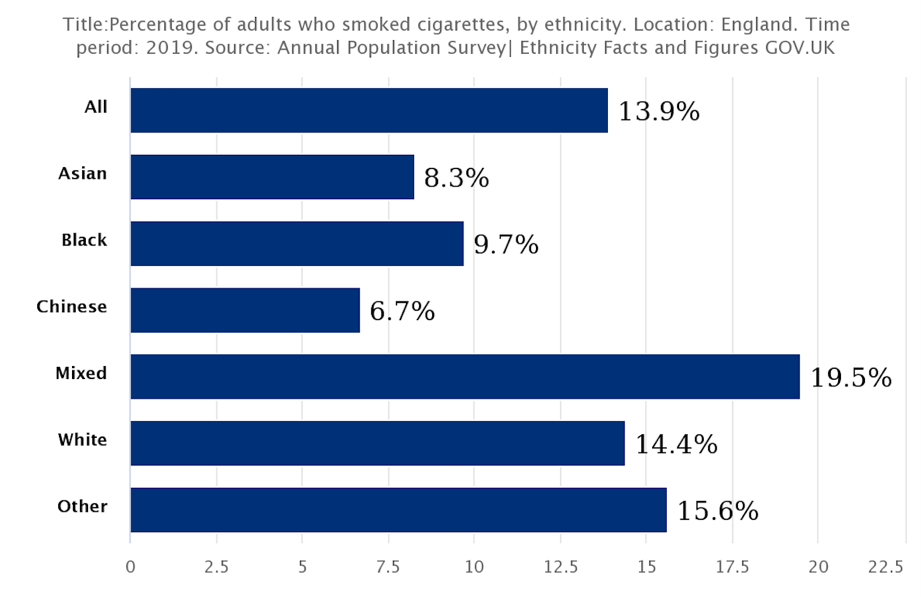 Title:Percentage of adults who smoked cigarettes, by ethnicity. Location: England. Time
period: 2019. Source: Annual Population Survey| Ethnicity Facts and Figures GOV.UK
All 13.9%
Asian 8.3%
Black 9.7%
Chinese 6.7%
Mixed 19.5%
White 14.4%
Other 15.6%
0 2.5 5 7.5 10 12.5 15 17.5 20 22.5